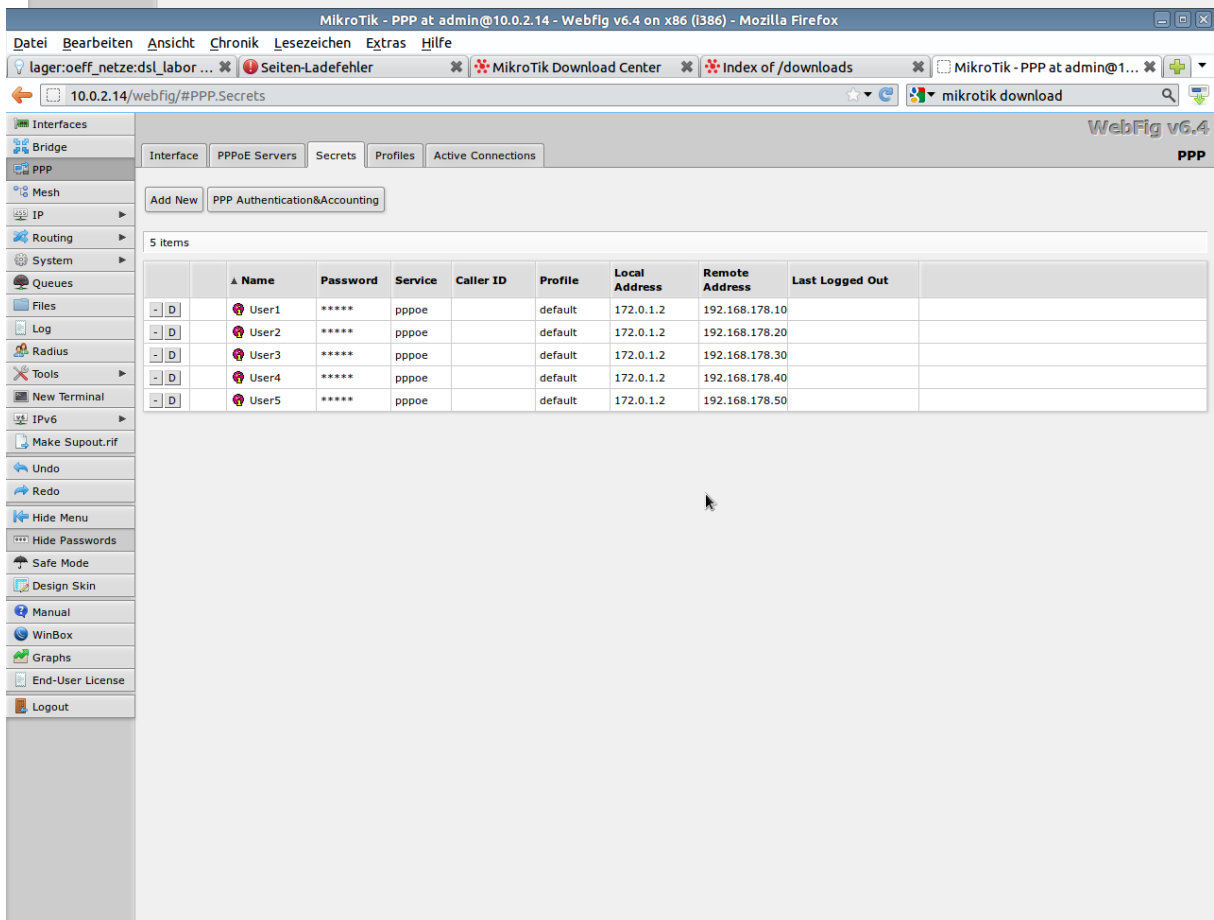 MikroTik - PPP at admin@10.0.2.14 - Webfig v6.4 on x86 (i386) - Mozilla Firefox
Datei Bearbeiten Ansicht Chronik Lesezeichen Extras Hilfe
lager:oeff_netze:dsl_labor ... Seiten-Ladefehler MikroTik Download Center Index of /downloads MikroTik - PPP at admin@1...
10.0.2.14/webfig/#PPP.Secrets mikrotik download
WebFig v6.4
Interface PPPoE Servers Secrets Profiles Active Connections PPP
Interfaces
Bridge
PPP
Mesh
IP
Routing
System
Queues
Files
Log
Radius
Tools
New Terminal
IPv6
Make Supout.rif
Undo
Redo
Hide Menu
Hide Passwords
Safe Mode
Design Skin
Manual
WinBox
Graphs
End-User License
Logout
Add New PPP Authentication&Accounting
5 items
▲ Name Password Service Caller ID Profile Local Address Remote Address Last Logged Out
- D User1 ***** pppoe default 172.0.1.2 192.168.178.10
- D User2 ***** pppoe default 172.0.1.2 192.168.178.20
- D User3 ***** pppoe default 172.0.1.2 192.168.178.30
- D User4 ***** pppoe default 172.0.1.2 192.168.178.40
- D User5 ***** pppoe default 172.0.1.2 192.168.178.50